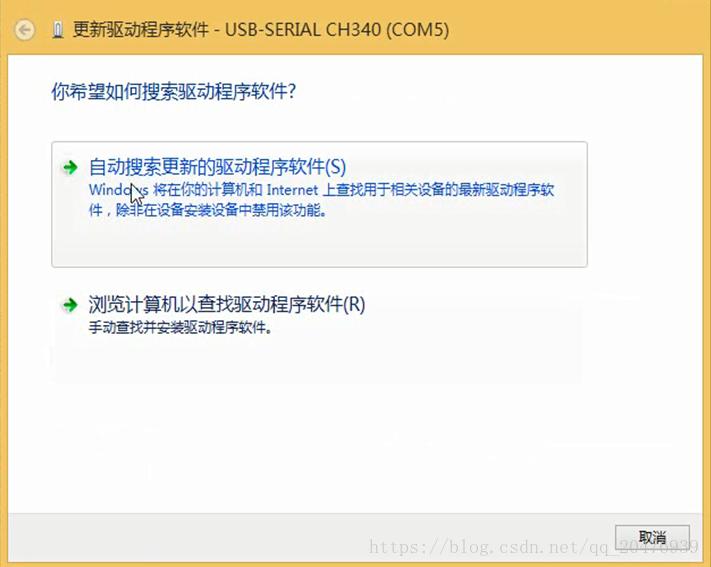 更新驱动程序软件 - USB-SERIAL CH340 (COM5)
你希望如何搜索驱动程序软件?
自动搜索更新的驱动程序软件(S)
Windows 将在你的计算机和 Internet 上查找用于相关设备的最新驱动程序软
件，除非在设备安装设备中禁用该功能。
浏览计算机以查找驱动程序软件(R)
手动查找并安装驱动程序软件。
取消
https://blog.csdn.net/qq_20476939